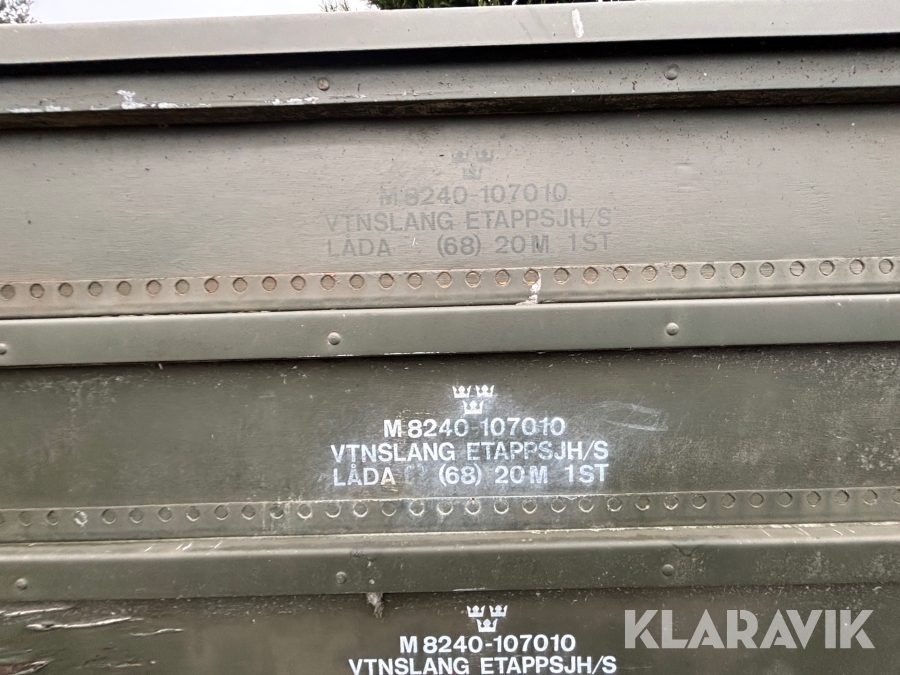 M 8240-107010
VTNSLANG ETAPPSJH/S
LÅDA (68) 20M 1ST
M 8240-107010
VTNSLANG ETAPPSJH/S
LÅDA (68) 20M 1ST
M 8240-107010
VTNSLANG ETAPPSJH/S
KLARAVIK